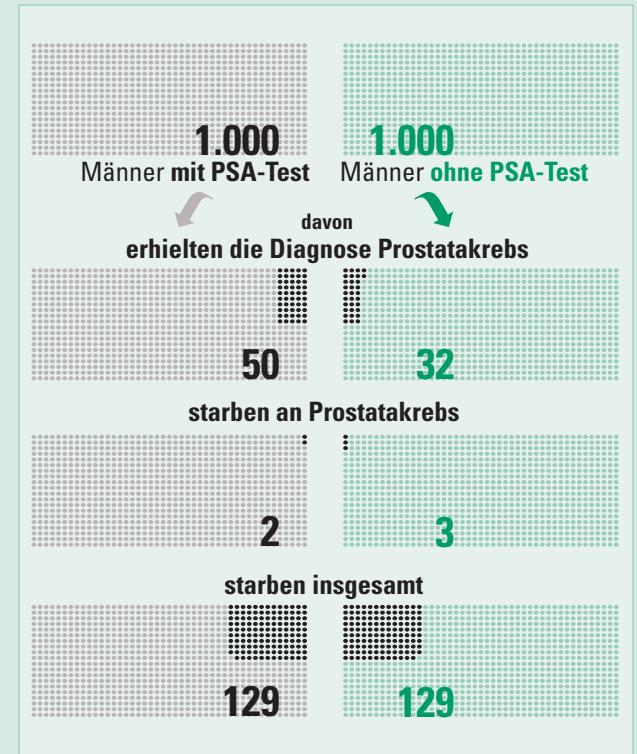 1.000 1.000
Männer mit PSA-Test Männer ohne PSA-Test
davon
erhielten die Diagnose Prostatakrebs
50 32
starben an Prostatakrebs
2 3
starben insgesamt
129 129